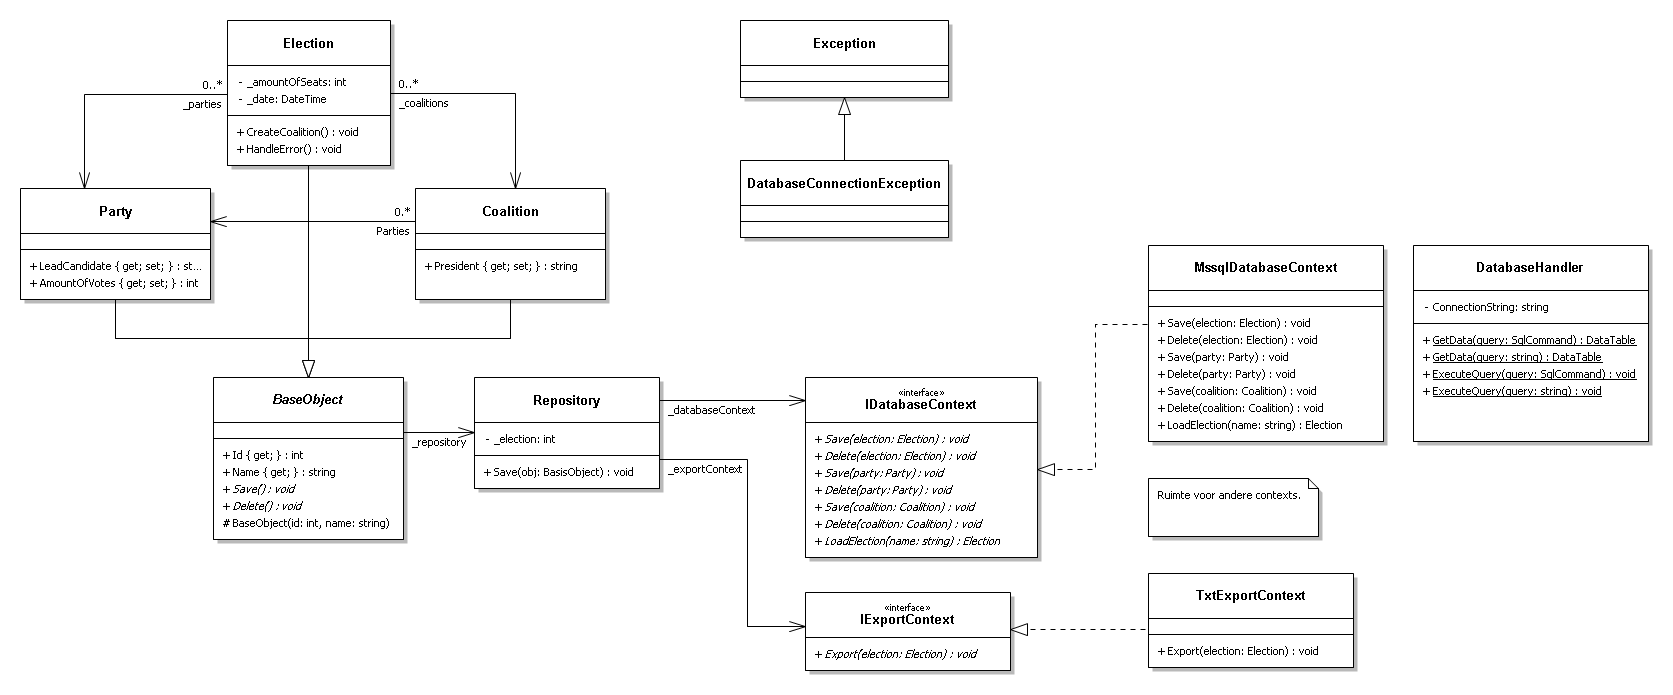 Election
- _amountOfSeats: int
- _date: DateTime
+ CreateCoalition() : void
+ HandleError() : void
0..*
_parties
0..*
_coalitions
Party
+ LeadCandidate { get; set; } : st...
+ AmountOfVotes { get; set; } : int
0.*
Parties
Coalition
+ President { get; set; } : string
Exception
DatabaseConnectionException
MssqlDatabaseContext
+ Save(election: Election) : void
+ Delete(election: Election) : void
+ Save(party: Party) : void
+ Delete(party: Party) : void
+ Save(coalition: Coalition) : void
+ Delete(coalition: Coalition) : void
+ LoadElection(name: string) : Election
DatabaseHandler
- ConnectionString: string
+ GetData(query: SqlCommand) : DataTable
+ GetData(query: string) : DataTable
+ ExecuteQuery(query: SqlCommand) : void
+ ExecuteQuery(query: string) : void
BaseObject
+ Id { get; } : int
+ Name { get; } : string
+ Save() : void
+ Delete() : void
# BaseObject(id: int, name: string)
_repository
Repository
- _election: int
+ Save(obj: BasisObject) : void
_databaseContext
_exportContext
«interface»
IDatabaseContext
+ Save(election: Election) : void
+ Delete(election: Election) : void
+ Save(party: Party) : void
+ Delete(party: Party) : void
+ Save(coalition: Coalition) : void
+ Delete(coalition: Coalition) : void
+ LoadElection(name: string) : Election
Ruimte voor andere contexts.
«interface»
IExportContext
+ Export(election: Election) : void
TxtExportContext
+ Export(election: Election) : void